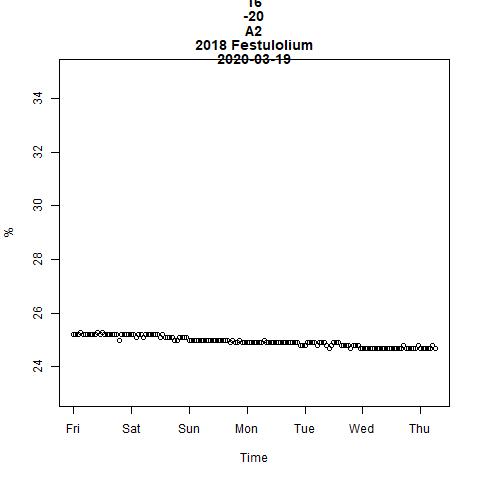 16
-20
A2
2018 Festulolium
2020-03-19
%
34
32
30
28
26
24
Fri Sat Sun Mon Tue Wed Thu
Time